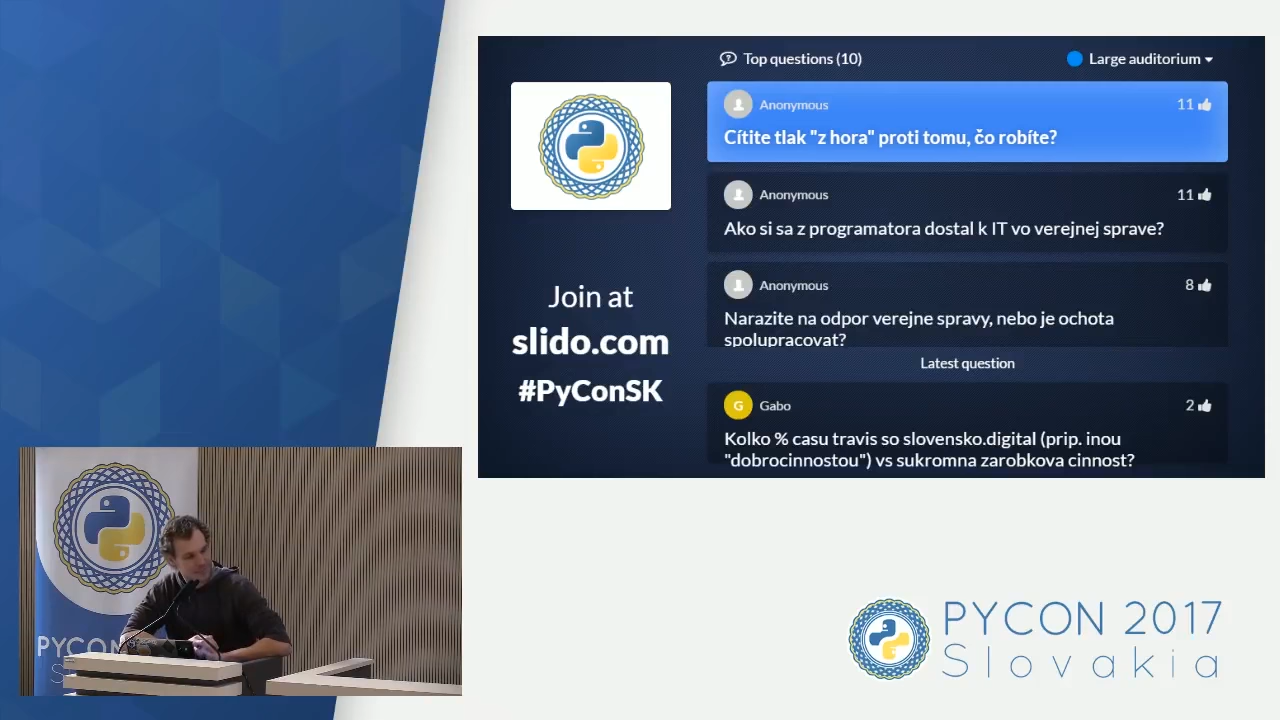 Top questions (10)
Large auditorium
Anonymous
11
Cítite tlak "z hora" proti tomu, čo robíte?
Anonymous
11
Ako si sa z programatora dostal k IT vo verejnej sprave?
Anonymous
8
Narazite na odpor verejne spravy, nebo je ochota
spolupracovat?
Latest question
G
Gabo
2
Kolko % casu travis so slovensko.digital (prip. inou
"dobrocinnostou") vs sukromna zarobkova cinnost?
Join at
slido.com
#PyConSK
PYCON 2017
Slovakia